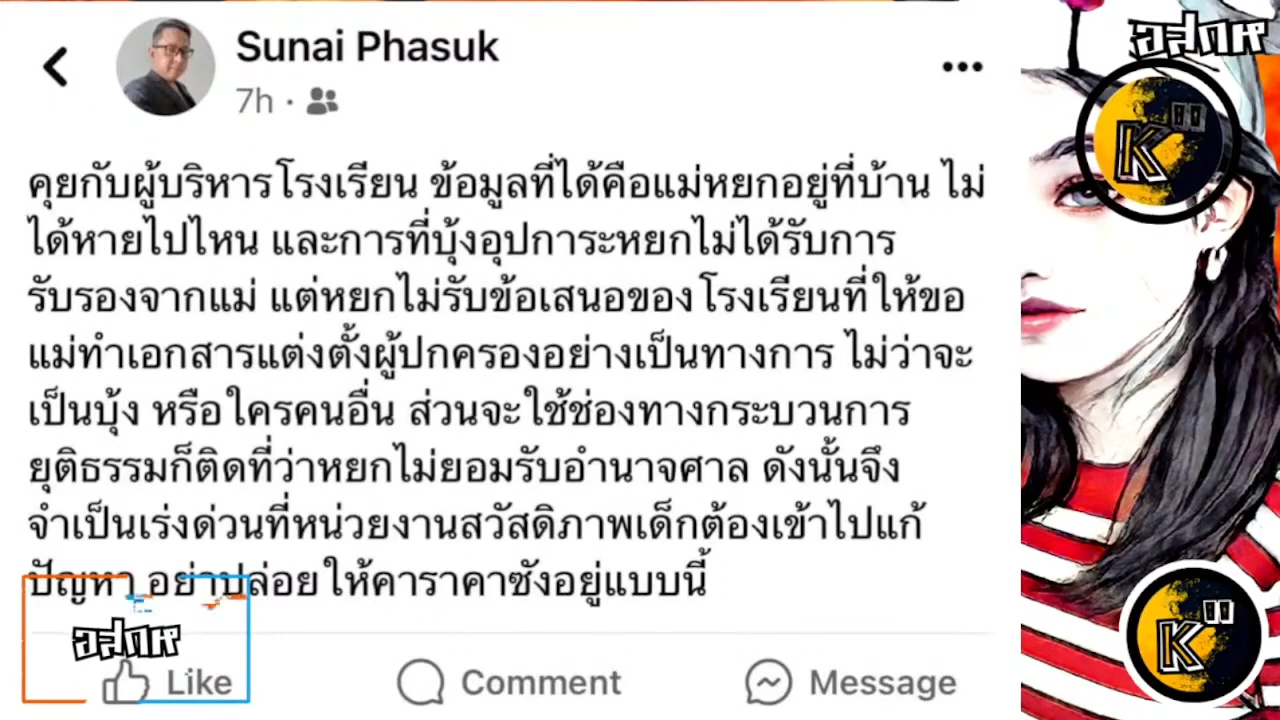 อสกห
K"
Sunai Phasuk
7h ·
คุยกับผู้บริหารโรงเรียน ข้อมูลที่ได้คือแม่หยกอยู่ที่บ้าน ไม่
ได้หายไปไหน และการที่บุ้งอุปการะหยกไม่ได้รับการ
รับรองจากแม่ แต่หยกไม่รับข้อเสนอของโรงเรียนที่ให้ขอ
แม่ทำเอกสารแต่งตั้งผู้ปกครองอย่างเป็นทางการ ไม่ว่าจะ
เป็นบุ้ง หรือใครคนอื่น ส่วนจะใช้ช่องทางกระบวนการ
ยุติธรรมก็ติดที่ว่าหยกไม่ยอมรับอำนาจศาล ดังนั้นจึง
จำเป็นเร่งด่วนที่หน่วยงานสวัสดิภาพเด็กต้องเข้าไปแก้
ปัญหา อย่าปล่อยให้คาราคาซังอยู่แบบนี้
อสกห
Like
Comment
Message
K"